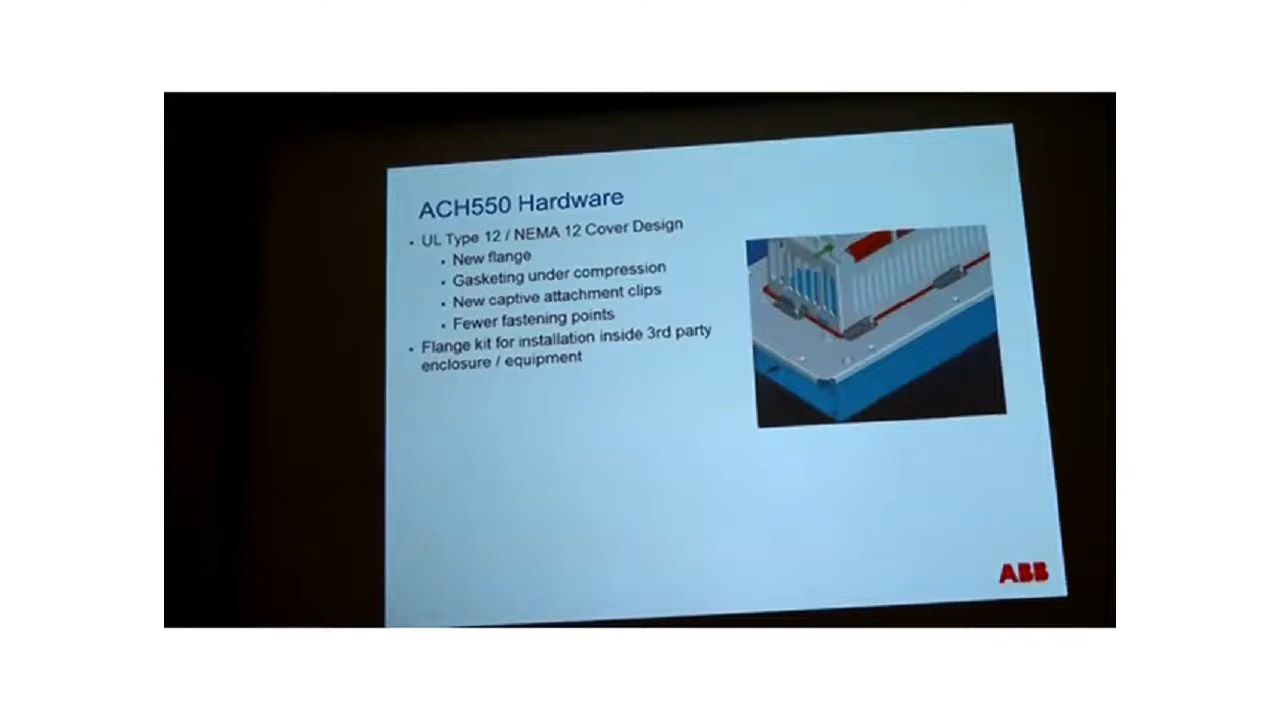 ACH550 Hardware
• UL Type 12 / NEMA 12 Cover Design
• New flange
• Gasketing under compression
• New captive attachment clips
• Fewer fastening points
• Flange kit for installation inside 3rd party
enclosure / equipment
ABB